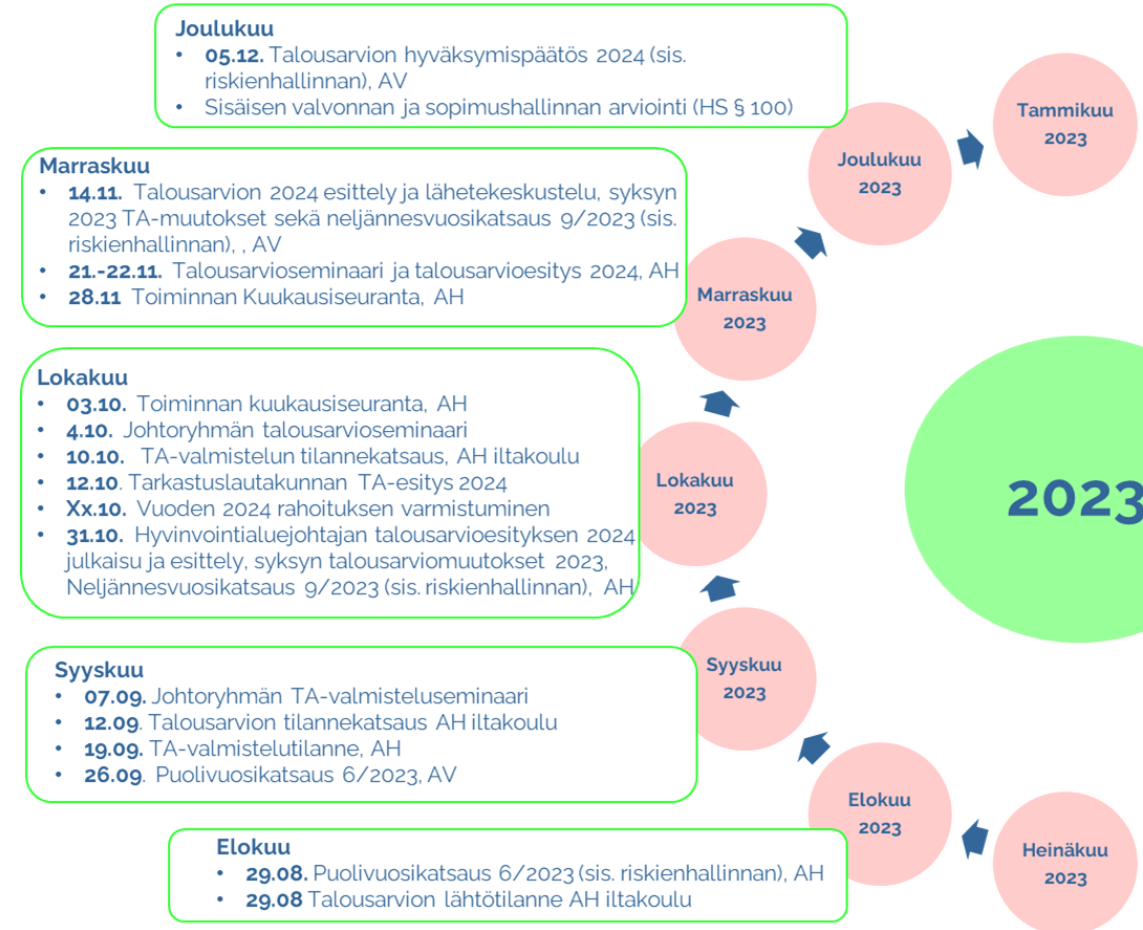 Joulukuu
• 05.12. Talousarvion hyväksymispäätös 2024 (sis.
riskienhallinnan), AV
• Sisäisen valvonnan ja sopimushallinnan arviointi (HS § 100)
Marraskuu
• 14.11. Talousarvion 2024 esittely ja lähetekeskustelu, syksyn
2023 TA-muutokset sekä neljännesvuosikatsaus 9/2023 (sis.
riskienhallinnan), , AV
• 21.-22.11. Talousarvioseminaari ja talousarvioesitys 2024, AH
• 28.11 Toiminnan Kuukausiseuranta, AH
Lokakuu
• 03.10. Toiminnan kuukausiseuranta, AH
• 4.10. Johtoryhmän talousarvioseminaari
• 10.10. TA-valmistelun tilannekatsaus, AH iltakoulu
• 12.10. Tarkastuslautakunnan TA-esitys 2024
• Xx.10. Vuoden 2024 rahoituksen varmistuminen
• 31.10. Hyvinvointialuejohtajan talousarvioesityksen 2024
julkaisu ja esittely, syksyn talousarviomuutokset 2023,
Neljännesvuosikatsaus 9/2023 (sis. riskienhallinnan), AH
Syyskuu
• 07.09. Johtoryhmän TA-valmisteluseminaari
• 12.09. Talousarvion tilannekatsaus AH iltakoulu
• 19.09. TA-valmistelutilanne, AH
• 26.09. Puolivuosikatsaus 6/2023, AV
Elokuu
• 29.08. Puolivuosikatsaus 6/2023 (sis. riskienhallinnan), AH
• 29.08 Talousarvion lähtötilanne AH iltakoulu
Tammikuu
2023
Joulukuu
2023
Marraskuu
2023
Lokakuu
2023
Syyskuu
2023
Elokuu
2023
Heinäkuu
2023
2023